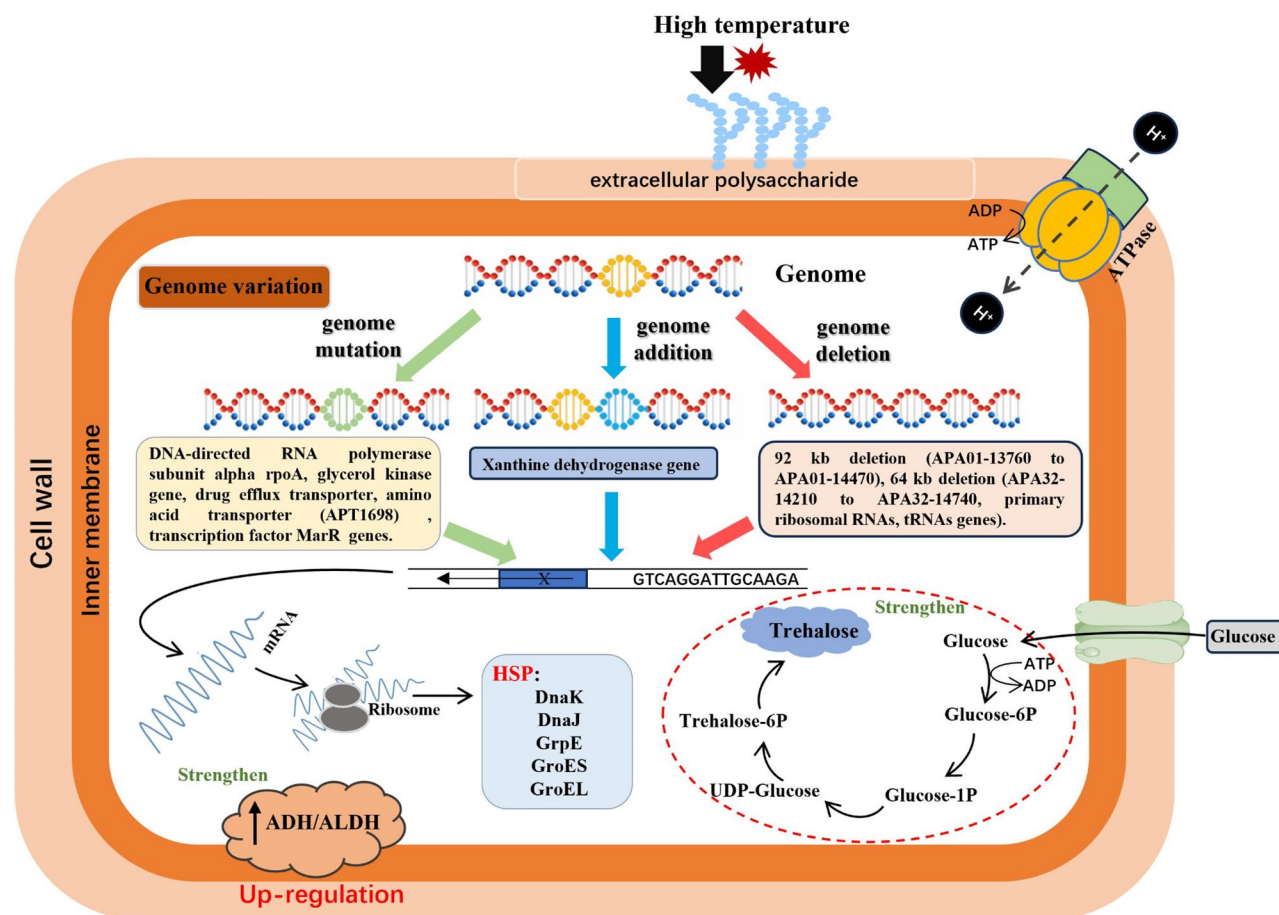 High temperature
extracellular polysaccharide
H+
ADP
ATP
ATPase
H+
Cell wall
Inner membrane
Genome variation
Genome
genome
mutation
genome
addition
genome
deletion
DNA-directed RNA polymerase
subunit alpha rpoA, glycerol kinase
gene, drug efflux transporter, amino
acid transporter (APT1698) ,
transcription factor MarR genes.
Xanthine dehydrogenase gene
92 kb deletion (APA01-13760 to
APA01-14470), 64 kb deletion (APA32-
14210 to APA32-14740, primary
ribosomal RNAs, tRNAs genes).
X
GTCAGGATTGCAAGA
mRNA
Ribosome
HSP:
DnaK
DnaJ
GrpE
GroES
GroEL
Strengthen
ADH/ALDH
Up-regulation
Strengthen
Trehalose
Glucose
Glucose
ATP
ADP
Trehalose-6P
Glucose-6P
UDP-Glucose
Glucose-1P